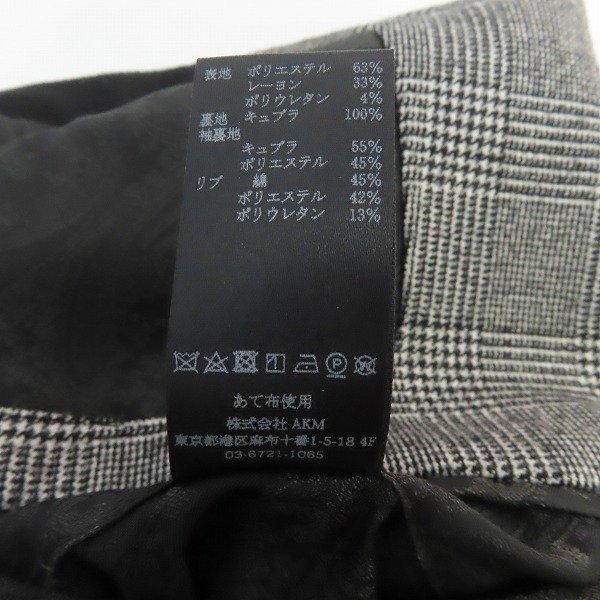 表地 ポリエステル 63%
レーヨン 33%
ポリウレタン 4%
裏地 キュプラ 100%
袖裏地
キュプラ 55%
ポリエステル 45%
リブ 綿 45%
ポリエステル 42%
ポリウレタン 13%
あて布使用
株式会社 AKM
東京都港区麻布十番1-5-18 4F
03-6721-1065